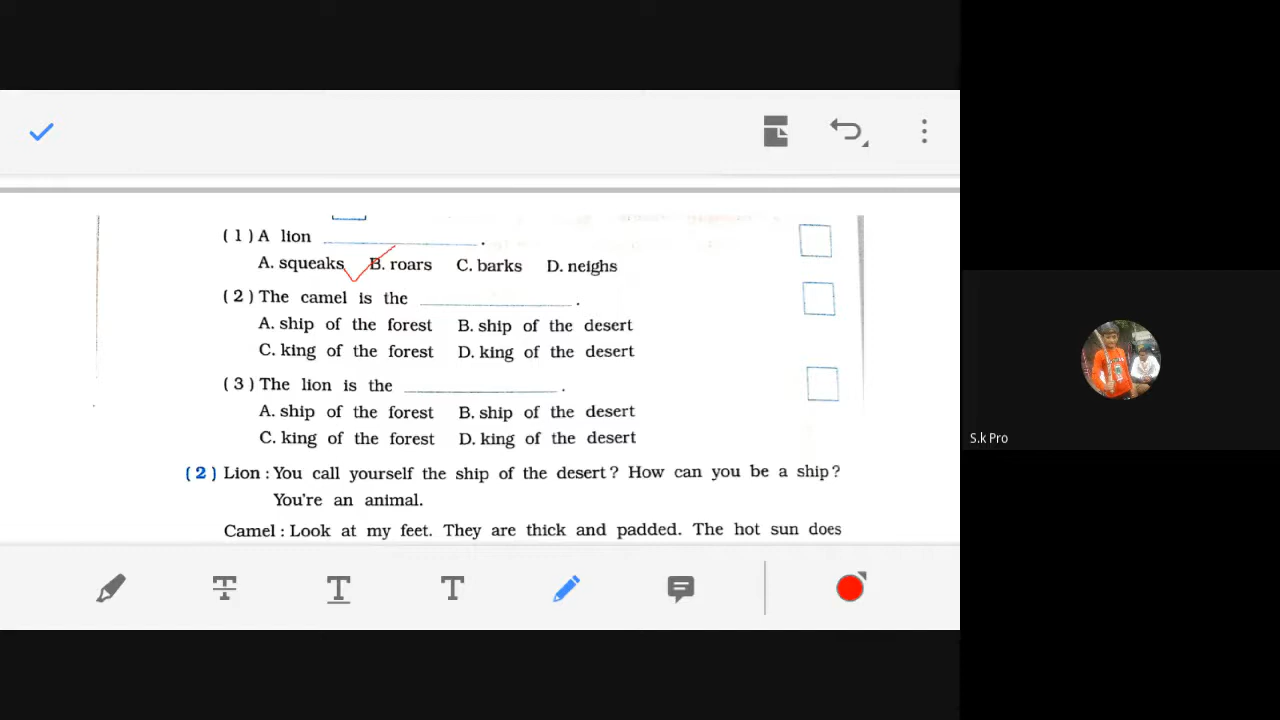 (1) A lion ____________ .
A. squeaks B. roars C. barks D. neighs
(2) The camel is the ____________ .
A. ship of the forest B. ship of the desert
C. king of the forest D. king of the desert
(3) The lion is the ____________ .
A. ship of the forest B. ship of the desert
C. king of the forest D. king of the desert
(2) Lion : You call yourself the ship of the desert? How can you be a ship?
You're an animal.
Camel : Look at my feet. They are thick and padded. The hot sun does
S.k Pro